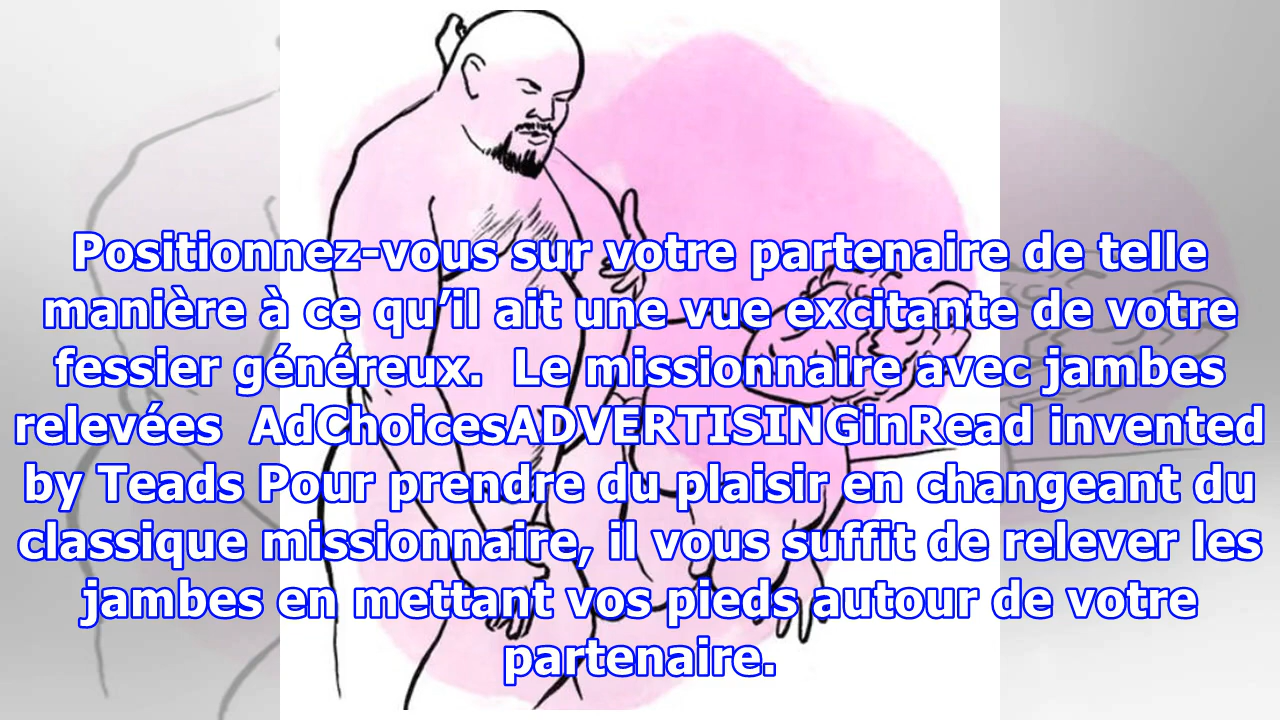 Positionnez-vous sur votre partenaire de telle
manière à ce qu’il ait une vue excitante de votre
fessier généreux.  Le missionnaire avec jambes
relevées  AdChoicesADVERTISINGinRead invented
by Teads Pour prendre du plaisir en changeant du
classique missionnaire, il vous suffit de relever les
jambes en mettant vos pieds autour de votre
partenaire.